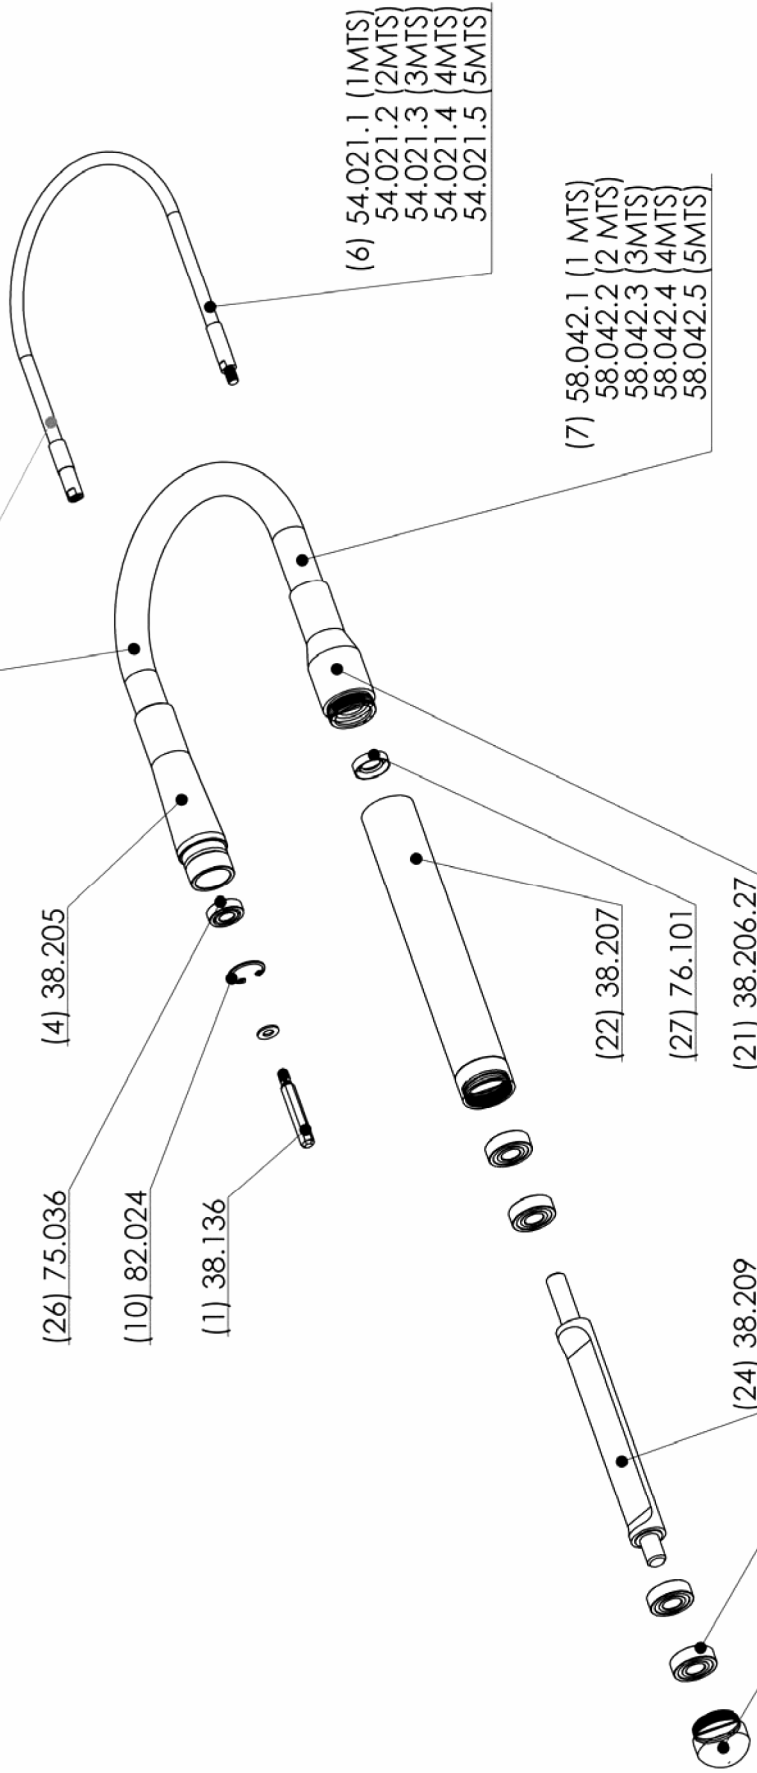 (6) 54.021.1 (1MTS)
54.021.2 (2MTS)
54.021.3 (3MTS)
54.021.4 (4MTS)
54.021.5 (5MTS)
(7) 58.042.1 (1 MTS)
58.042.2 (2 MTS)
58.042.3 (3MTS)
58.042.4 (4MTS)
58.042.5 (5MTS)
(4) 38.205
(22) 38.207
(27) 76.101
(21) 38.206.27
(26) 75.036
(10) 82.024
(1) 38.136
(24) 38.209